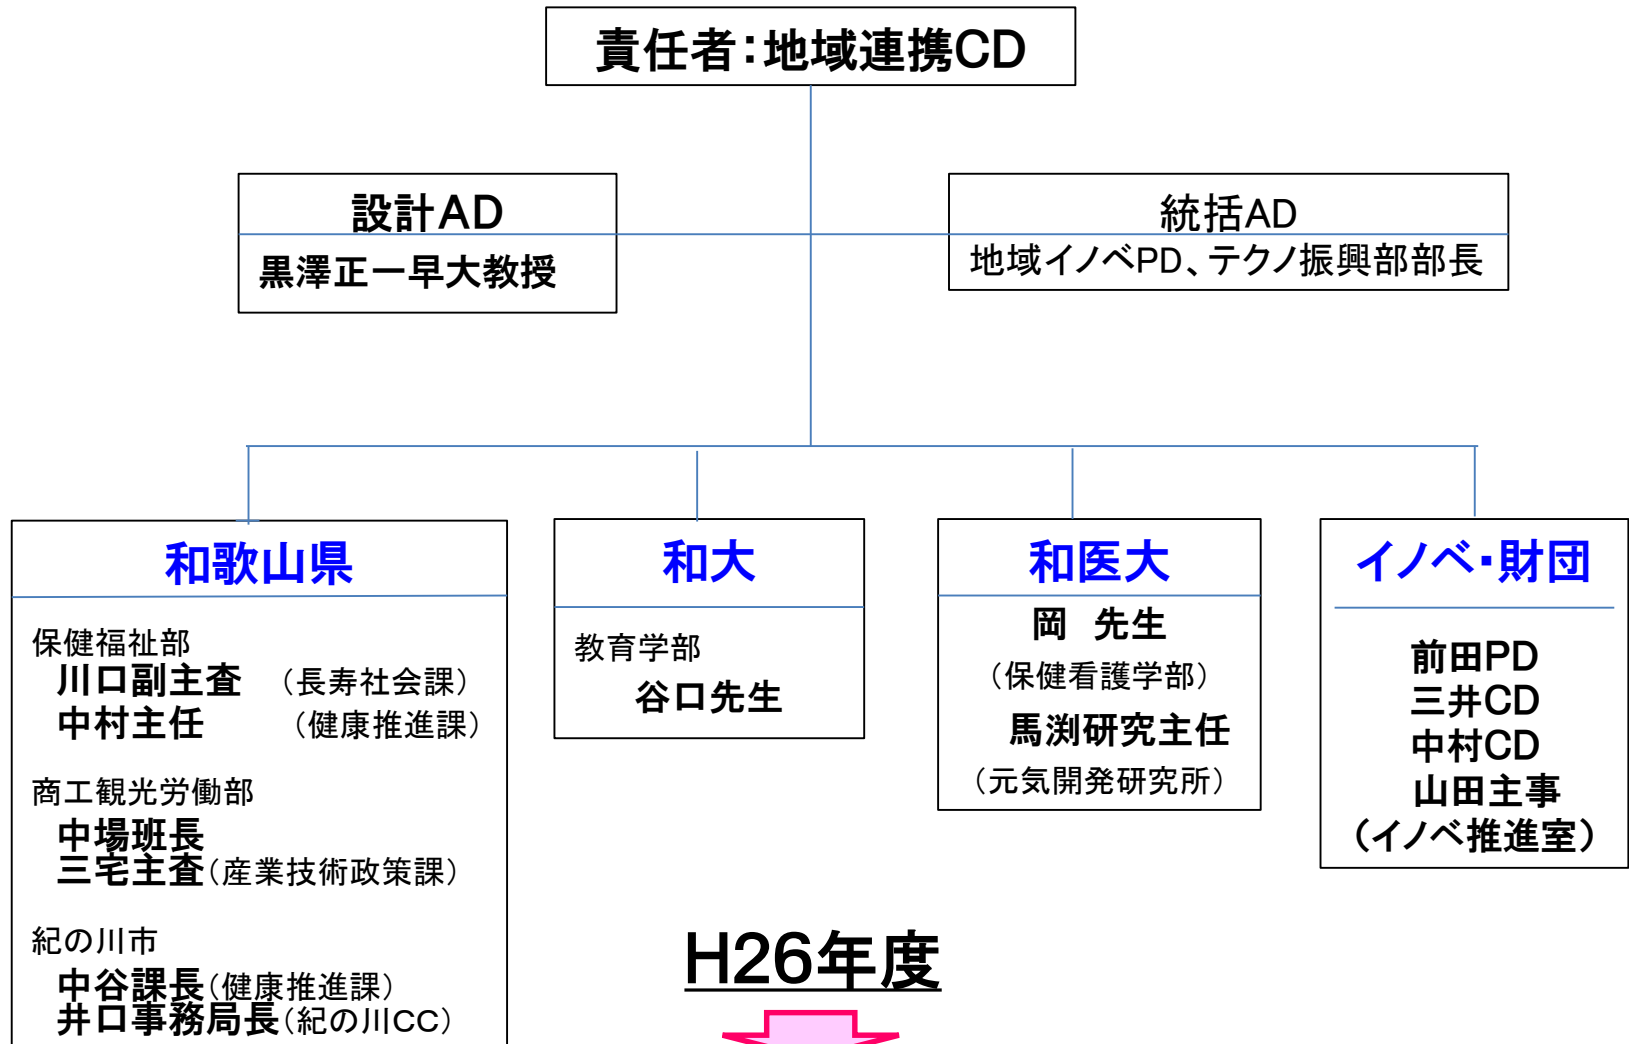 責任者：地域連携CD
設計AD
黒澤正一早大教授
統括AD
地域イノベPD、テクノ振興部部長
和歌山県
保健福祉部
川口副主査　（長寿社会課）
中村主任　（健康推進課）
商工観光労働部
中場班長
三宅主査（産業技術政策課）
紀の川市
中谷課長（健康推進課）
井口事務局長（紀の川CC）
和大
教育学部
谷口先生
和医大
岡　先生
（保健看護学部）
馬渕研究主任
（元気開発研究所）
イノベ・財団
前田PD
三井CD
中村CD
山田主事
（イノベ推進室）
H26年度